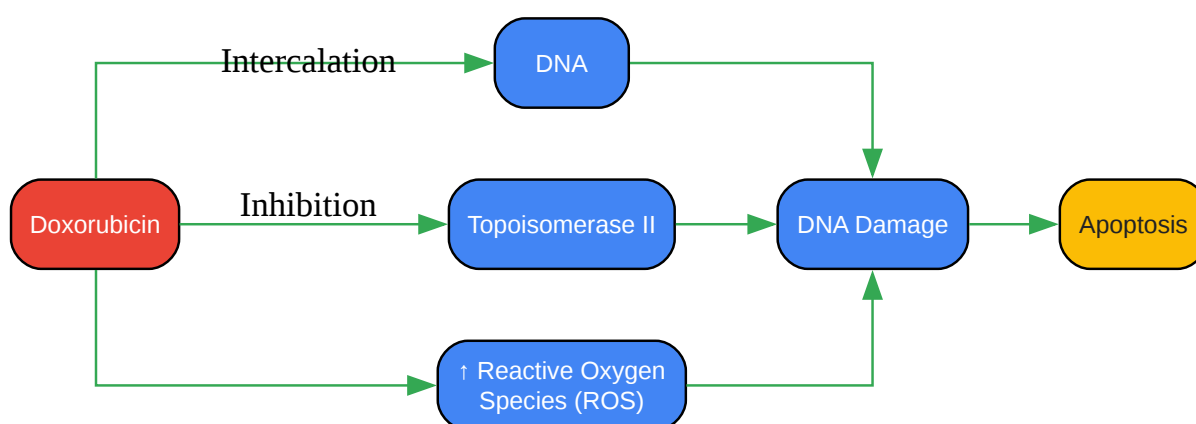 Intercalation
DNA
Doxorubicin
Inhibition
Topoisomerase II
DNA Damage
Apoptosis
↑ Reactive Oxygen
Species (ROS)